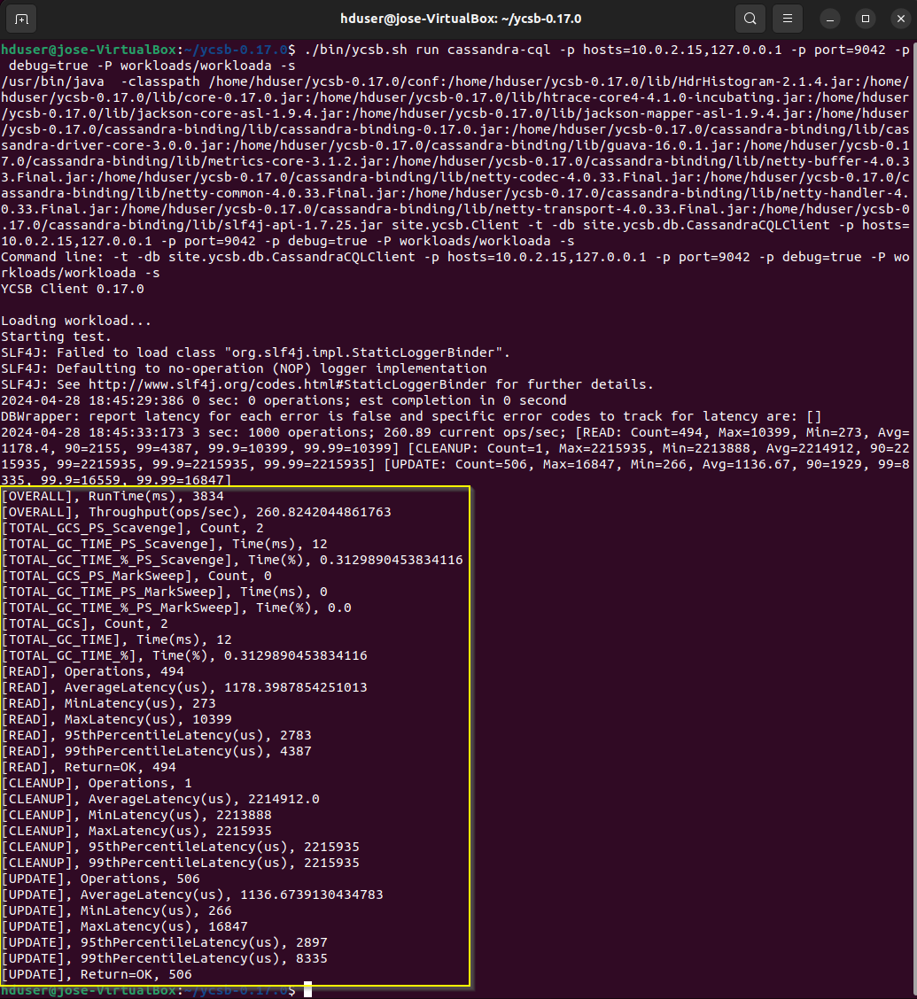 hduser@jose-VirtualBox: ~/ycsb-0.17.0
hduser@jose-VirtualBox:~/ycsb-0.17.0$ ./bin/ycsb.sh run cassandra-cql -p hosts=10.0.2.15,127.0.0.1 -p port=9042 -p
debug=true -P workloads/workloada -s
/usr/bin/java  -classpath /home/hduser/ycsb-0.17.0/conf:/home/hduser/ycsb-0.17.0/lib/HdrHistogram-2.1.4.jar:/home/
hduser/ycsb-0.17.0/lib/core-0.17.0.jar:/home/hduser/ycsb-0.17.0/lib/htrace-core4-4.1.0-incubating.jar:/home/hduser
/ycsb-0.17.0/lib/jackson-core-asl-1.9.4.jar:/home/hduser/ycsb-0.17.0/lib/jackson-mapper-asl-1.9.4.jar:/home/hduser
/ycsb-0.17.0/cassandra-binding/lib/cassandra-binding-0.17.0.jar:/home/hduser/ycsb-0.17.0/cassandra-binding/lib/cas
sandra-driver-core-3.0.0.jar:/home/hduser/ycsb-0.17.0/cassandra-binding/lib/guava-16.0.1.jar:/home/hduser/ycsb-0.1
7.0/cassandra-binding/lib/metrics-core-3.1.2.jar:/home/hduser/ycsb-0.17.0/cassandra-binding/lib/netty-buffer-4.0.3
3.Final.jar:/home/hduser/ycsb-0.17.0/cassandra-binding/lib/netty-codec-4.0.33.Final.jar:/home/hduser/ycsb-0.17.0/c
assandra-binding/lib/netty-common-4.0.33.Final.jar:/home/hduser/ycsb-0.17.0/cassandra-binding/lib/netty-handler-4.
0.33.Final.jar:/home/hduser/ycsb-0.17.0/cassandra-binding/lib/netty-transport-4.0.33.Final.jar:/home/hduser/ycsb-0
.17.0/cassandra-binding/lib/slf4j-api-1.7.25.jar site.ycsb.Client -t -db site.ycsb.db.CassandraCQLClient -p hosts=
10.0.2.15,127.0.0.1 -p port=9042 -p debug=true -P workloads/workloada -s
Command line: -t -db site.ycsb.db.CassandraCQLClient -p hosts=10.0.2.15,127.0.0.1 -p port=9042 -p debug=true -P wo
rkloads/workloada -s
YCSB Client 0.17.0
Loading workload...
Starting test.
SLF4J: Failed to load class "org.slf4j.impl.StaticLoggerBinder".
SLF4J: Defaulting to no-operation (NOP) logger implementation
SLF4J: See http://www.slf4j.org/codes.html#StaticLoggerBinder for further details.
2024-04-28 18:45:29:386 0 sec: 0 operations; est completion in 0 second
DBWrapper: report latency for each error is false and specific error codes to track for latency are: []
2024-04-28 18:45:33:173 3 sec: 1000 operations; 260.89 current ops/sec; [READ: Count=494, Max=10399, Min=273, Avg=
1178.4, 90=2155, 99=4387, 99.9=10399, 99.99=10399] [CLEANUP: Count=1, Max=2215935, Min=2213888, Avg=2214912, 90=22
15935, 99=2215935, 99.9=2215935, 99.99=2215935] [UPDATE: Count=506, Max=16847, Min=266, Avg=1136.67, 90=1929, 99=8
335, 99.9=16559, 99.99=16847]
[OVERALL], RunTime(ms), 3834
[OVERALL], Throughput(ops/sec), 260.8242044861763
[TOTAL_GCS_PS_Scavenge], Count, 2
[TOTAL_GC_TIME_PS_Scavenge], Time(ms), 12
[TOTAL_GC_TIME_%_PS_Scavenge], Time(%), 0.3129890453834116
[TOTAL_GCS_PS_MarkSweep], Count, 0
[TOTAL_GC_TIME_PS_MarkSweep], Time(ms), 0
[TOTAL_GC_TIME_%_PS_MarkSweep], Time(%), 0.0
[TOTAL_GCs], Count, 2
[TOTAL_GC_TIME], Time(ms), 12
[TOTAL_GC_TIME_%], Time(%), 0.3129890453834116
[READ], Operations, 494
[READ], AverageLatency(us), 1178.3987854251013
[READ], MinLatency(us), 273
[READ], MaxLatency(us), 10399
[READ], 95thPercentileLatency(us), 2783
[READ], 99thPercentileLatency(us), 4387
[READ], Return=OK, 494
[CLEANUP], Operations, 1
[CLEANUP], AverageLatency(us), 2214912.0
[CLEANUP], MinLatency(us), 2213888
[CLEANUP], MaxLatency(us), 2215935
[CLEANUP], 95thPercentileLatency(us), 2215935
[CLEANUP], 99thPercentileLatency(us), 2215935
[UPDATE], Operations, 506
[UPDATE], AverageLatency(us), 1136.6739130434783
[UPDATE], MinLatency(us), 266
[UPDATE], MaxLatency(us), 16847
[UPDATE], 95thPercentileLatency(us), 2897
[UPDATE], 99thPercentileLatency(us), 8335
[UPDATE], Return=OK, 506
hduser@jose-VirtualBox:~/ycsb-0.17.0$